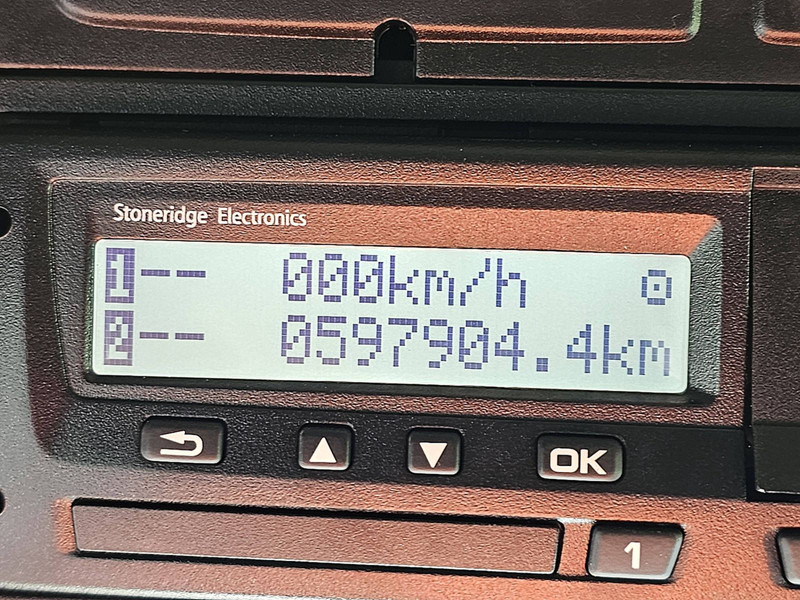 Stoneridge Electronics
1-- 000km/h
2-- 0597904.4km
OK
1